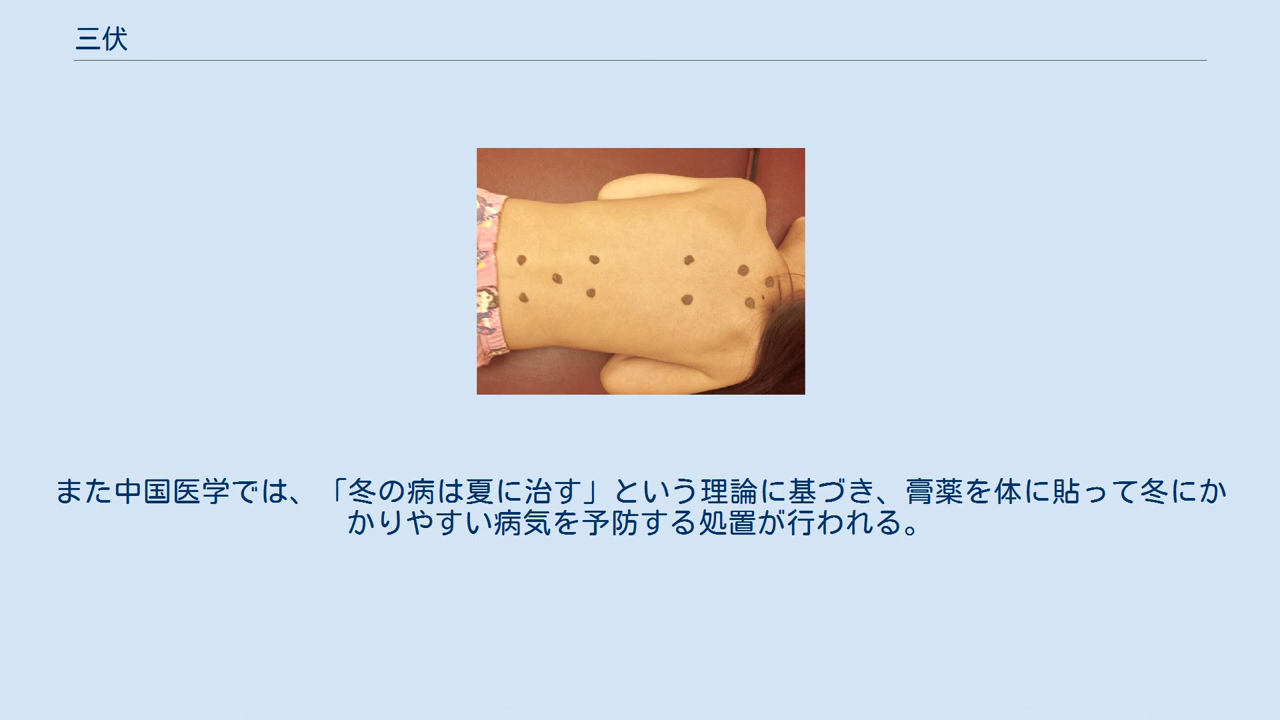 三伏
また中国医学では、「冬の病は夏に治す」という理論に基づき、膏薬を体に貼って冬にか
かりやすい病気を予防する処置が行われる。